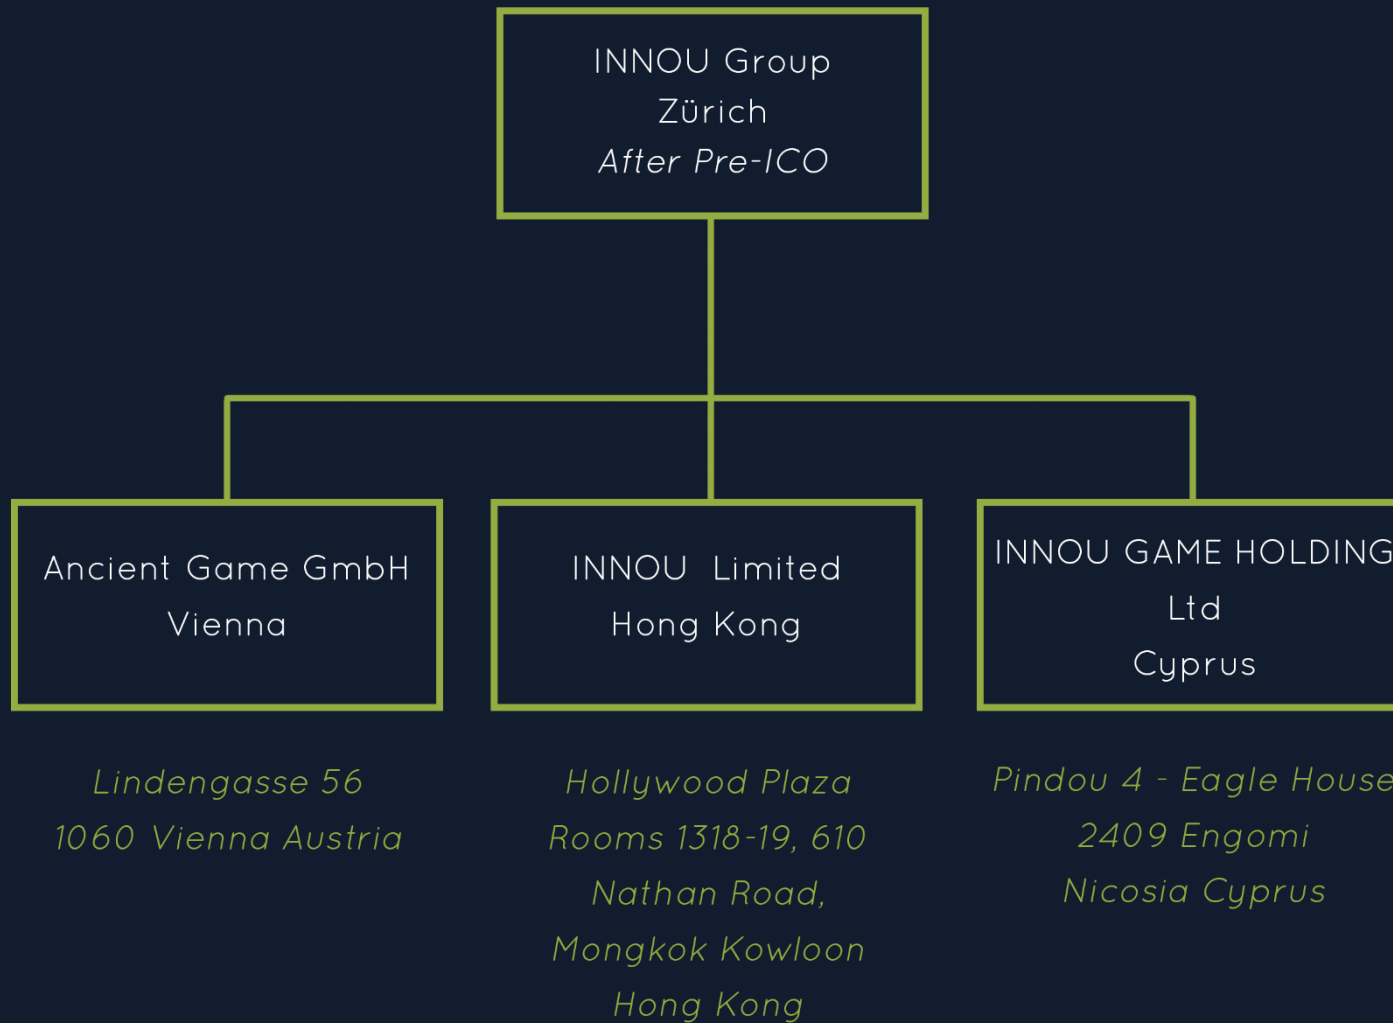 INNOU Group
Zürich
After Pre-ICO
Ancient Game GmbH
Vienna
INNOU Limited
Hong Kong
INNOU GAME HOLDING
Ltd
Cyprus
Lindengasse 56
1060 Vienna Austria
Hollywood Plaza
Rooms 1318-19, 610
Nathan Road,
Mongkok Kowloon
Hong Kong
Pindou 4 - Eagle House
2409 Engomi
Nicosia Cyprus